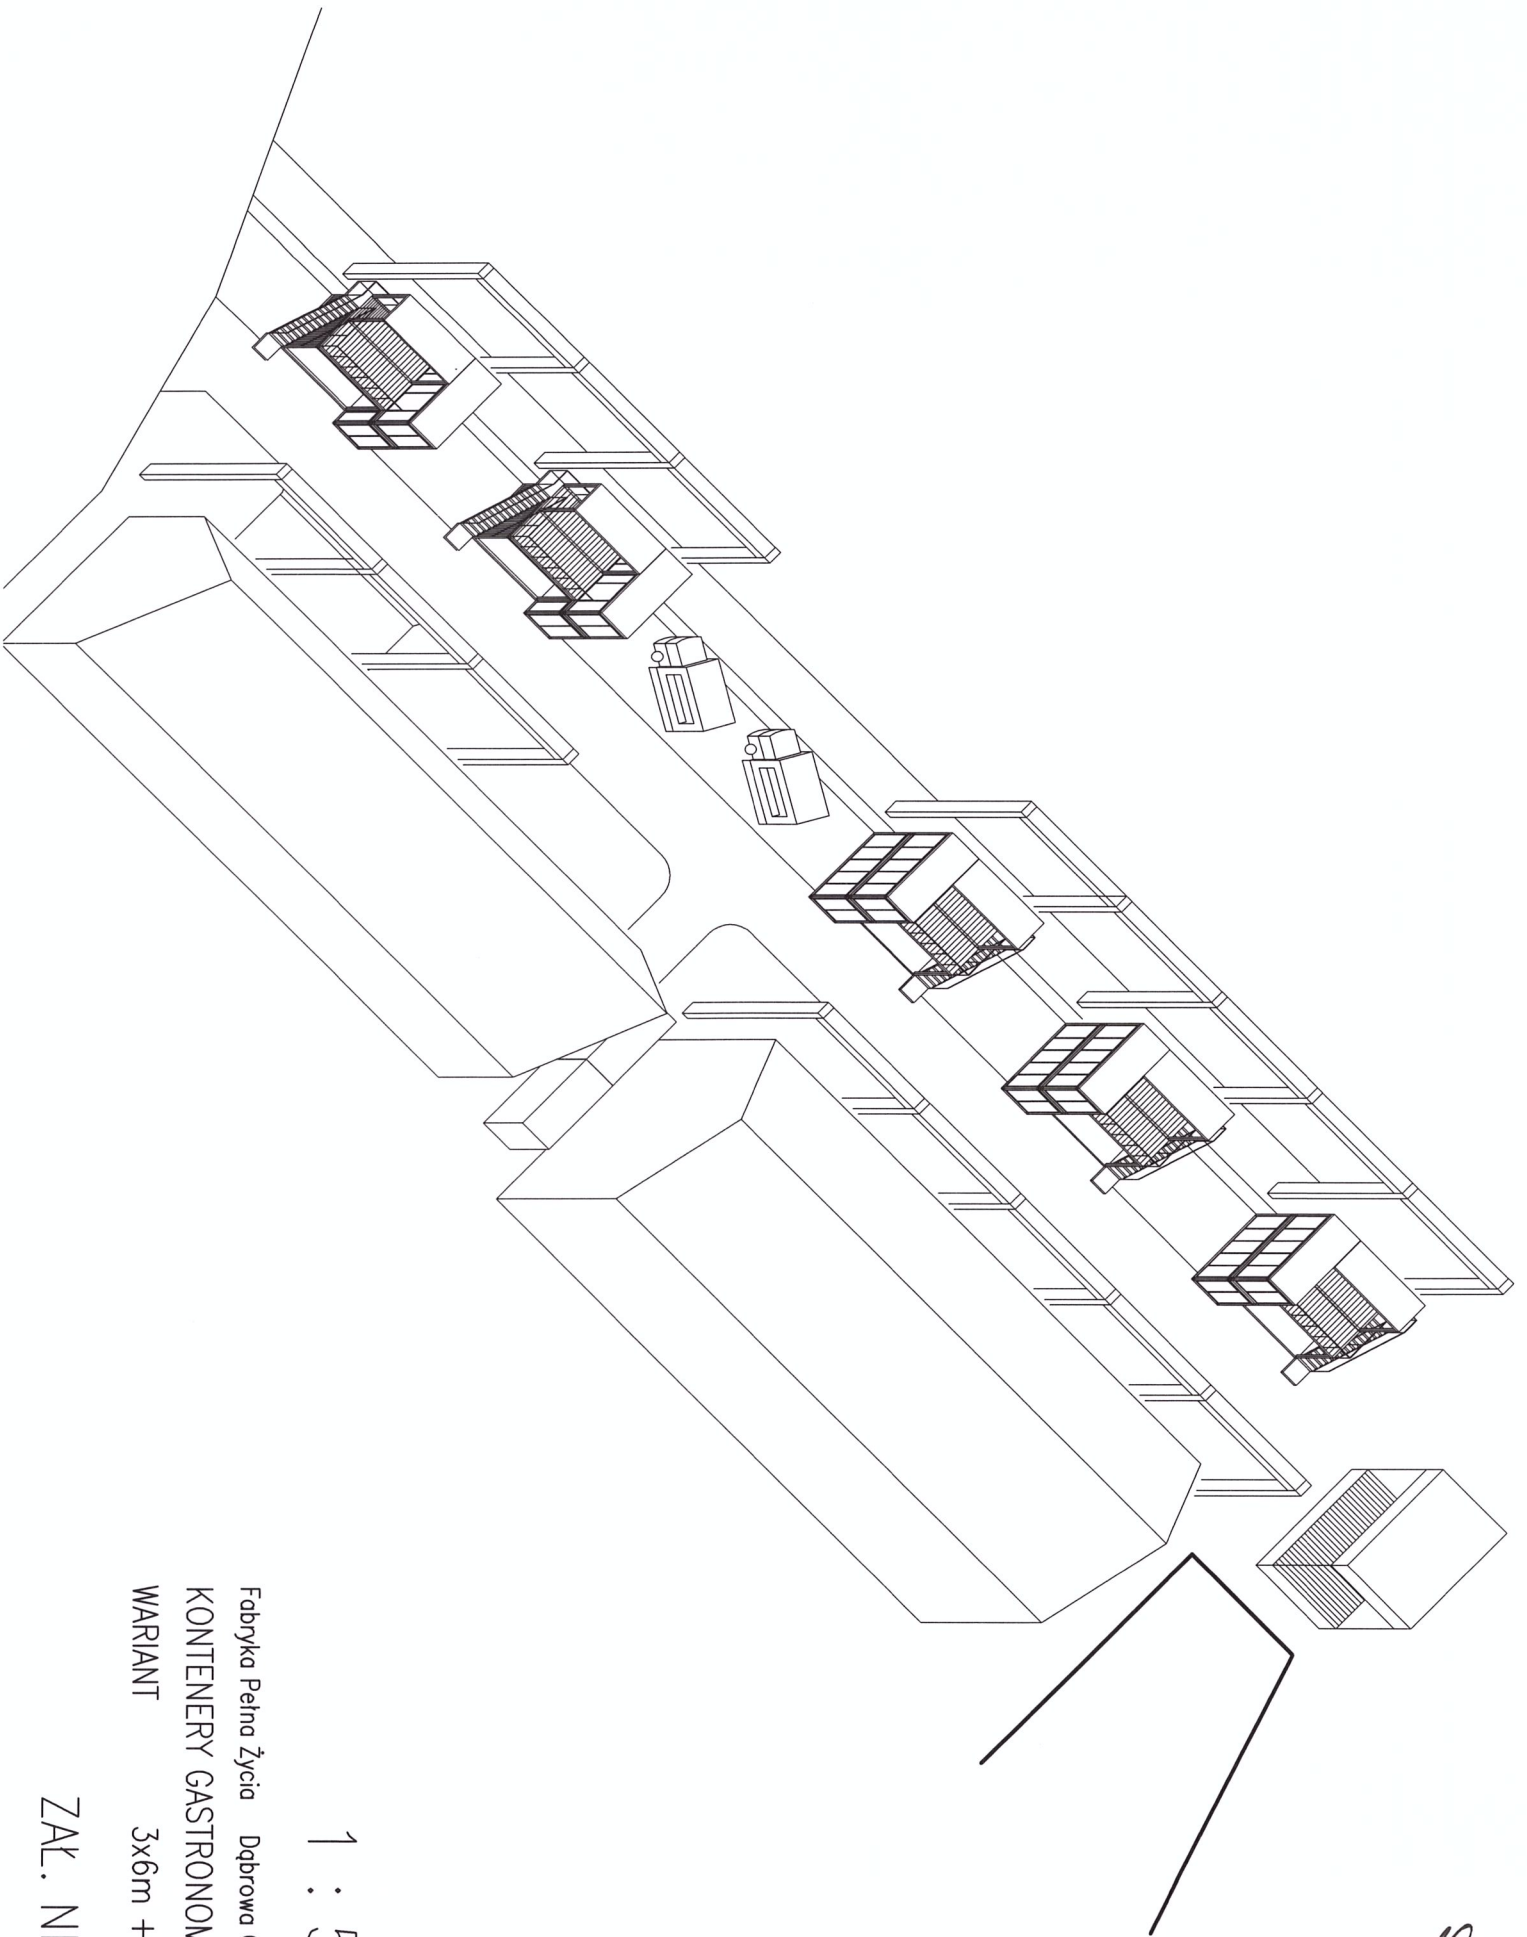 1 :
Fabryka Pełna Życia Dąbrowa
KONTENERY GASTRONOM
WARIANT 3x6m +
ZAŁ. N